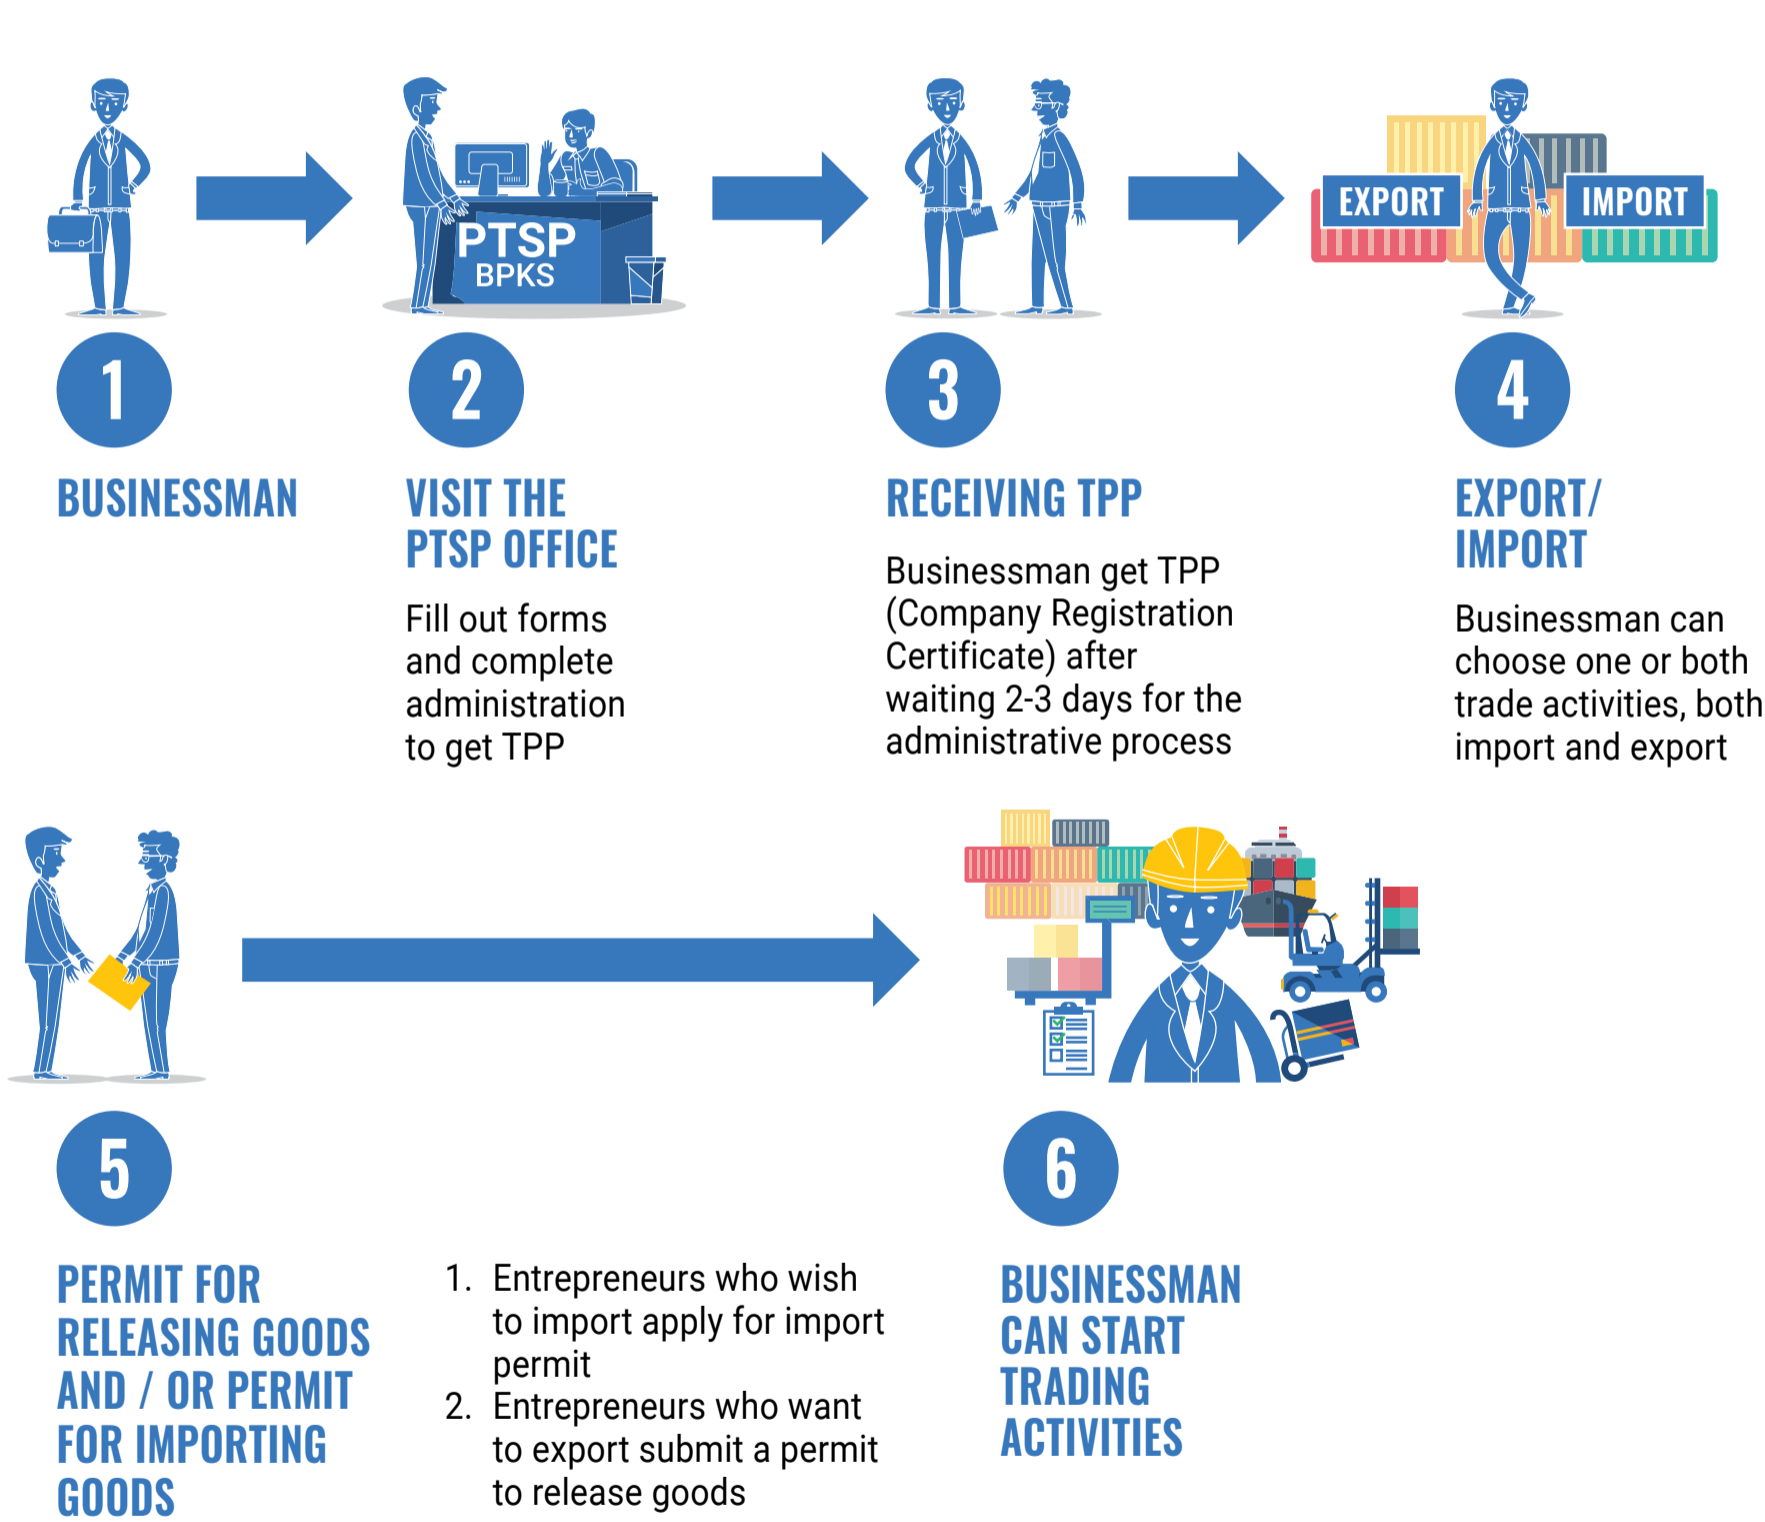 EXPORT
IMPORT
PTSP
BPKS
1
2
3
4
BUSINESSMAN
VISIT THE
PTSP OFFICE
Fill out forms
and complete
administration
to get TPP
RECEIVING TPP
Businessman get TPP
(Company Registration
Certificate) after
waiting 2-3 days for the
administrative process
EXPORT/
IMPORT
Businessman can
choose one or both
trade activities, both
import and export
5
6
PERMIT FOR
RELEASING GOODS
AND / OR PERMIT
FOR IMPORTING
GOODS
1. Entrepreneurs who wish
to import apply for import
permit
2. Entrepreneurs who want
to export submit a permit
to release goods
BUSINESSMAN
CAN START
TRADING
ACTIVITIES